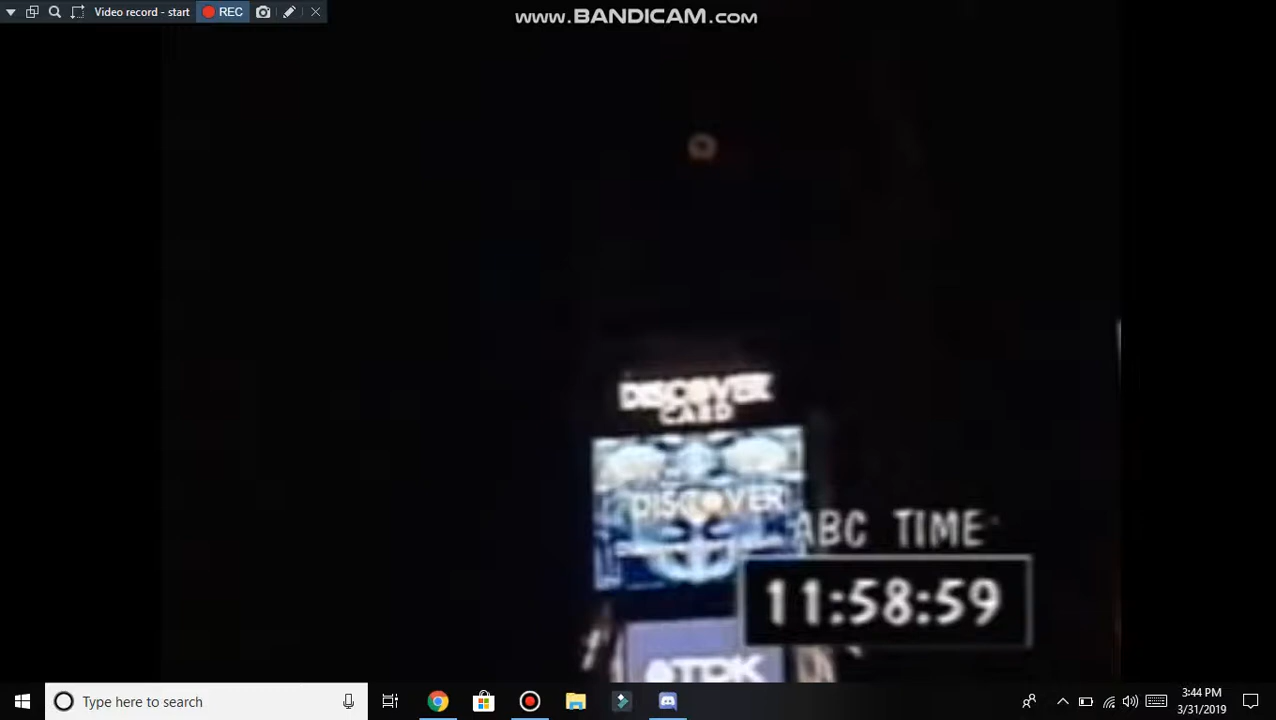 Video record - start
REC
www.BANDICAM.com
DISCOVER
CARD
DISCOVER
ABC TIME
11:58:59
TDK
Type here to search
3:44 PM
3/31/2019